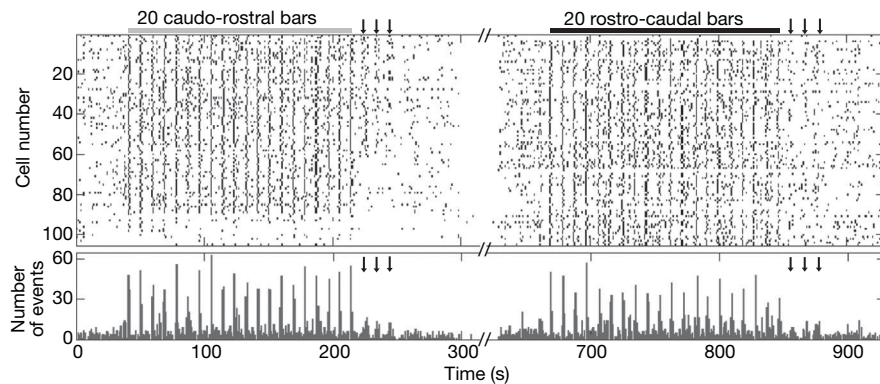 20 caudo-rostral bars
20 rostro-caudal bars
Cell number
20
40
60
80
100
Number
of events
60
30
0
0 100 200 300 700 800 900
Time (s)